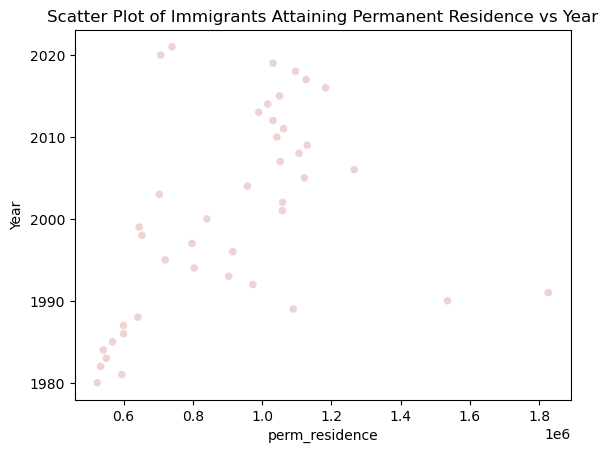 Scatter Plot of Immigrants Attaining Permanent Residence vs Year
2020
2010
2000
1990
1980
Year
0.6 0.8 1.0 1.2 1.4 1.6 1.8
1e6
perm_residence